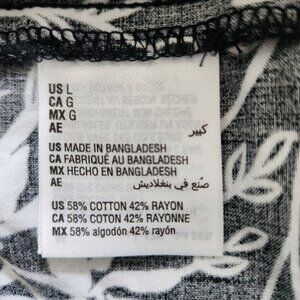 US L
CA G
MX G
AE كبير
US MADE IN BANGLADESH
CA FABRIQUÉ AU BANGLADESH
MX HECHO EN BANGLADESH
AE صنع في بنغلاديش
US 58% COTTON 42% RAYON
CA 58% COTON 42% RAYONNE
MX 58% algodón 42% rayón